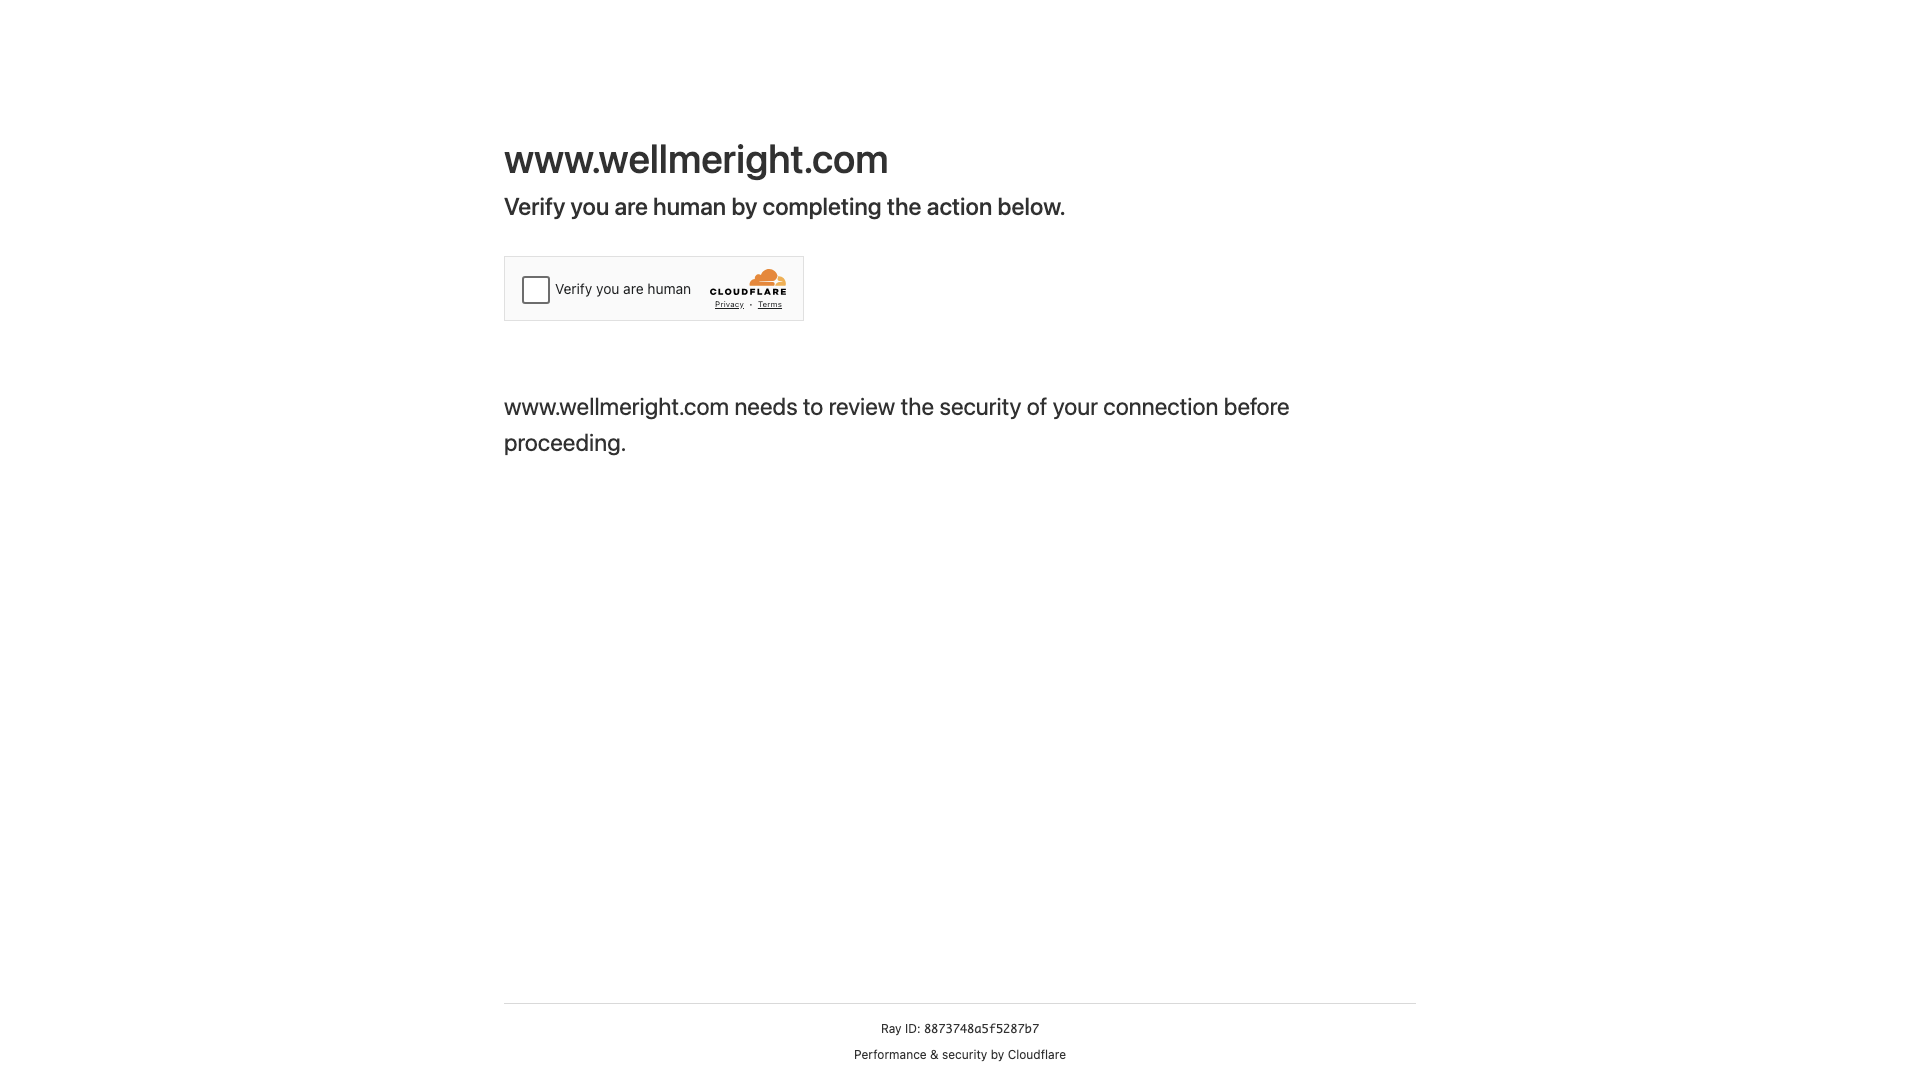 www.wellmeright.com
Verify you are human by completing the action below.
Verify you are human
CLOUDFLARE
Privacy • Terms
www.wellmeright.com needs to review the security of your connection before
proceeding.
Ray ID: 8873748a5f5287b7
Performance & security by Cloudflare